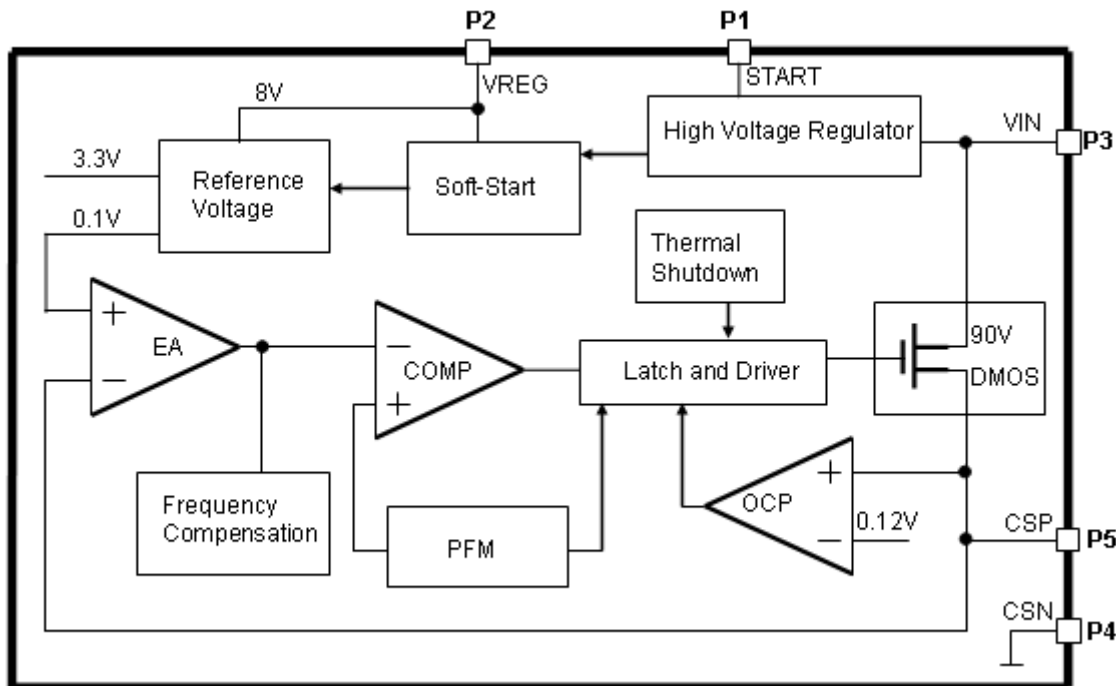 P2
P1
VREG
START
8V
High Voltage Regulator
VIN
P3
3.3V
Reference
Voltage
Soft-Start
0.1V
Thermal
Shutdown
+
EA
−
−
COMP
+
Latch and Driver
90V
DMOS
Frequency
Compensation
PFM
+
OCP
0.12V
−
CSP
P5
CSN
P4